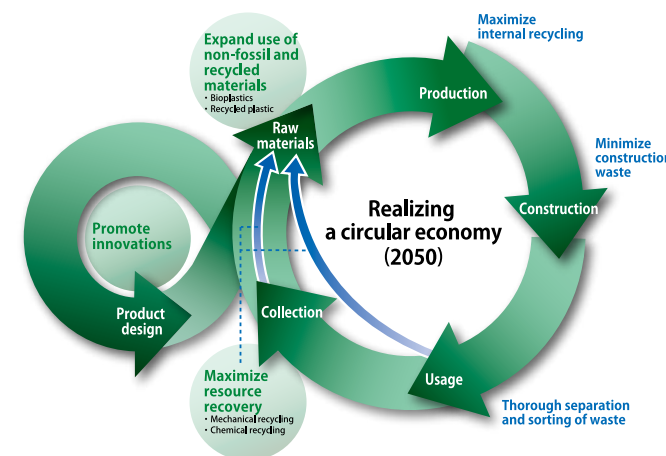 Maximize
internal recycling
Expand use of
non-fossil and
recycled
materials
・Bioplastics
・Recycled plastic
Production
Raw
materials
Minimize
construction
waste
Construction
Realizing
a circular economy
(2050)
Promote
innovations
Product
design
Collection
Usage
Maximize
resource
recovery
・Mechanical recycling
・Chemical recycling
Thorough separation
and sorting of waste